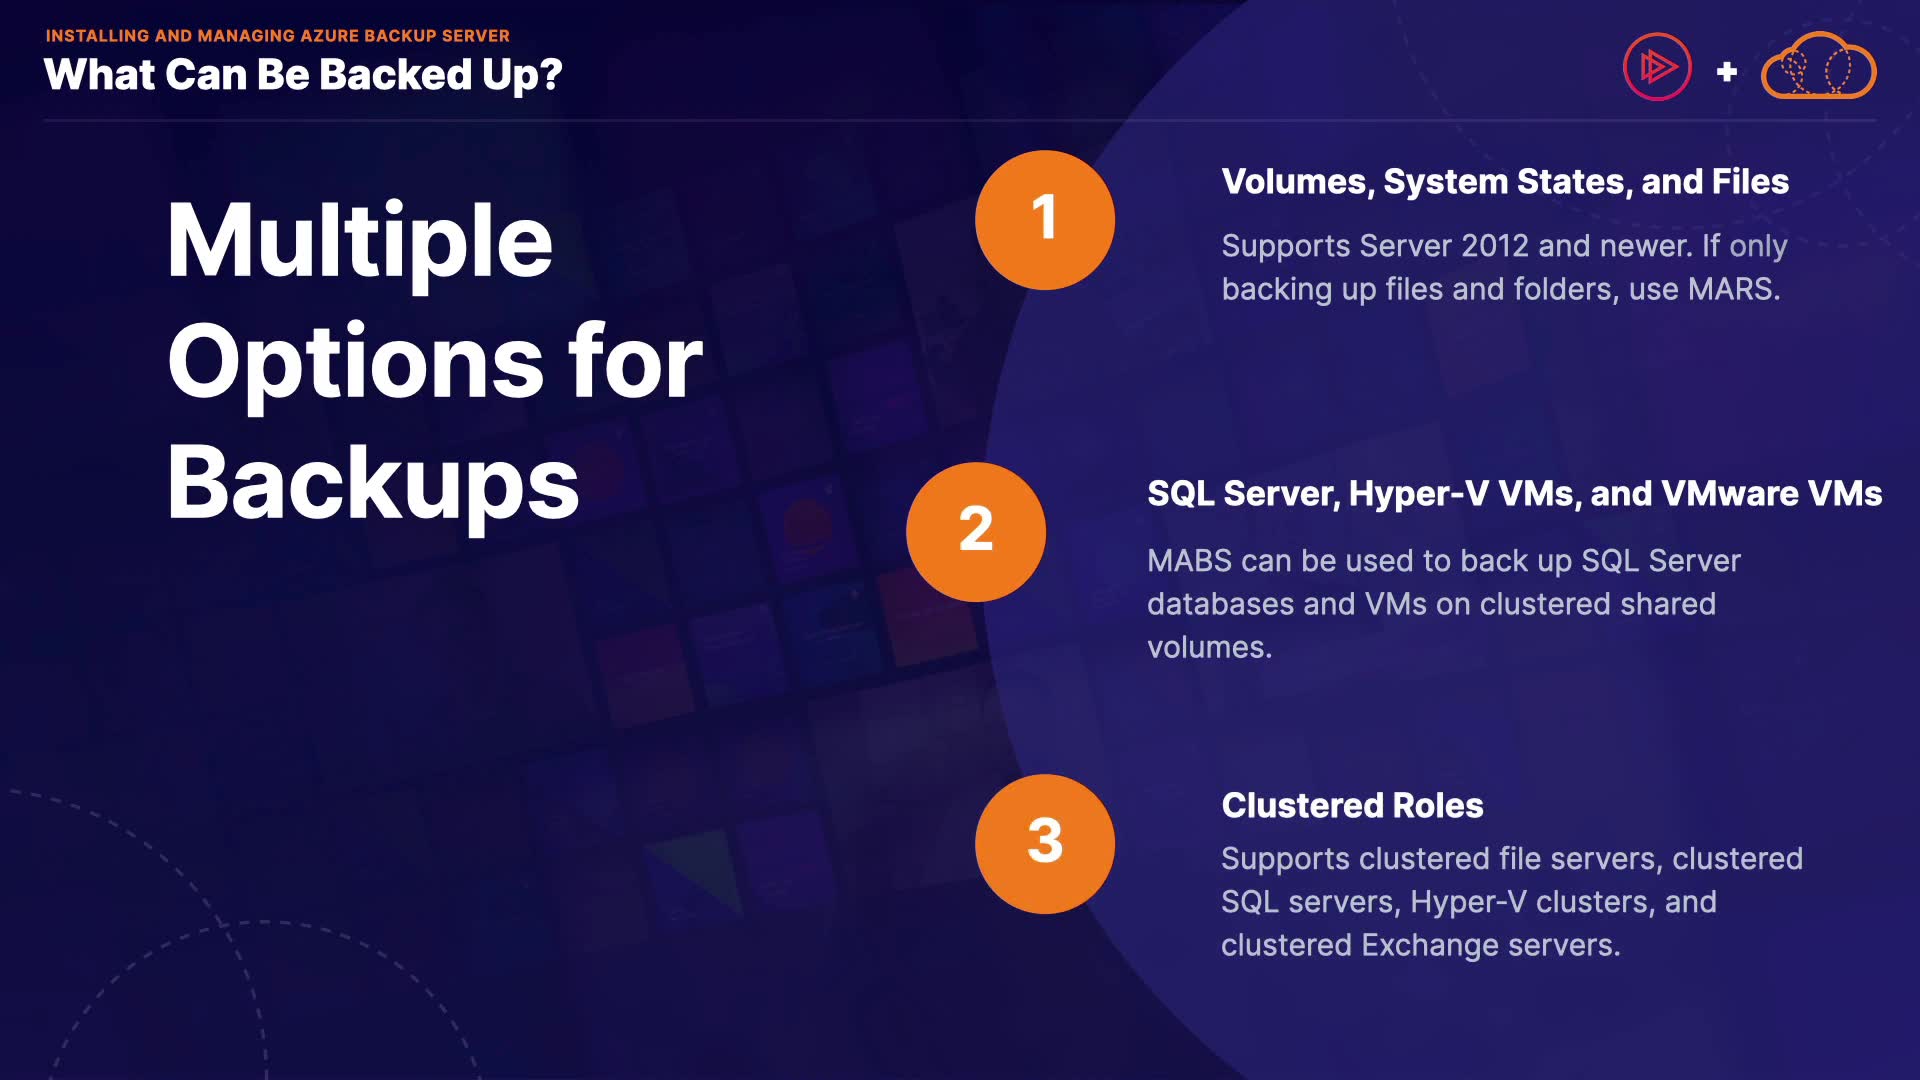 INSTALLING AND MANAGING AZURE BACKUP SERVER
What Can Be Backed Up?
+
Multiple
Options for
Backups
1
Volumes, System States, and Files
Supports Server 2012 and newer. If only
backing up files and folders, use MARS.
2
SQL Server, Hyper-V VMs, and VMware VMs
MABS can be used to back up SQL Server
databases and VMs on clustered shared
volumes.
3
Clustered Roles
Supports clustered file servers, clustered
SQL servers, Hyper-V clusters, and
clustered Exchange servers.